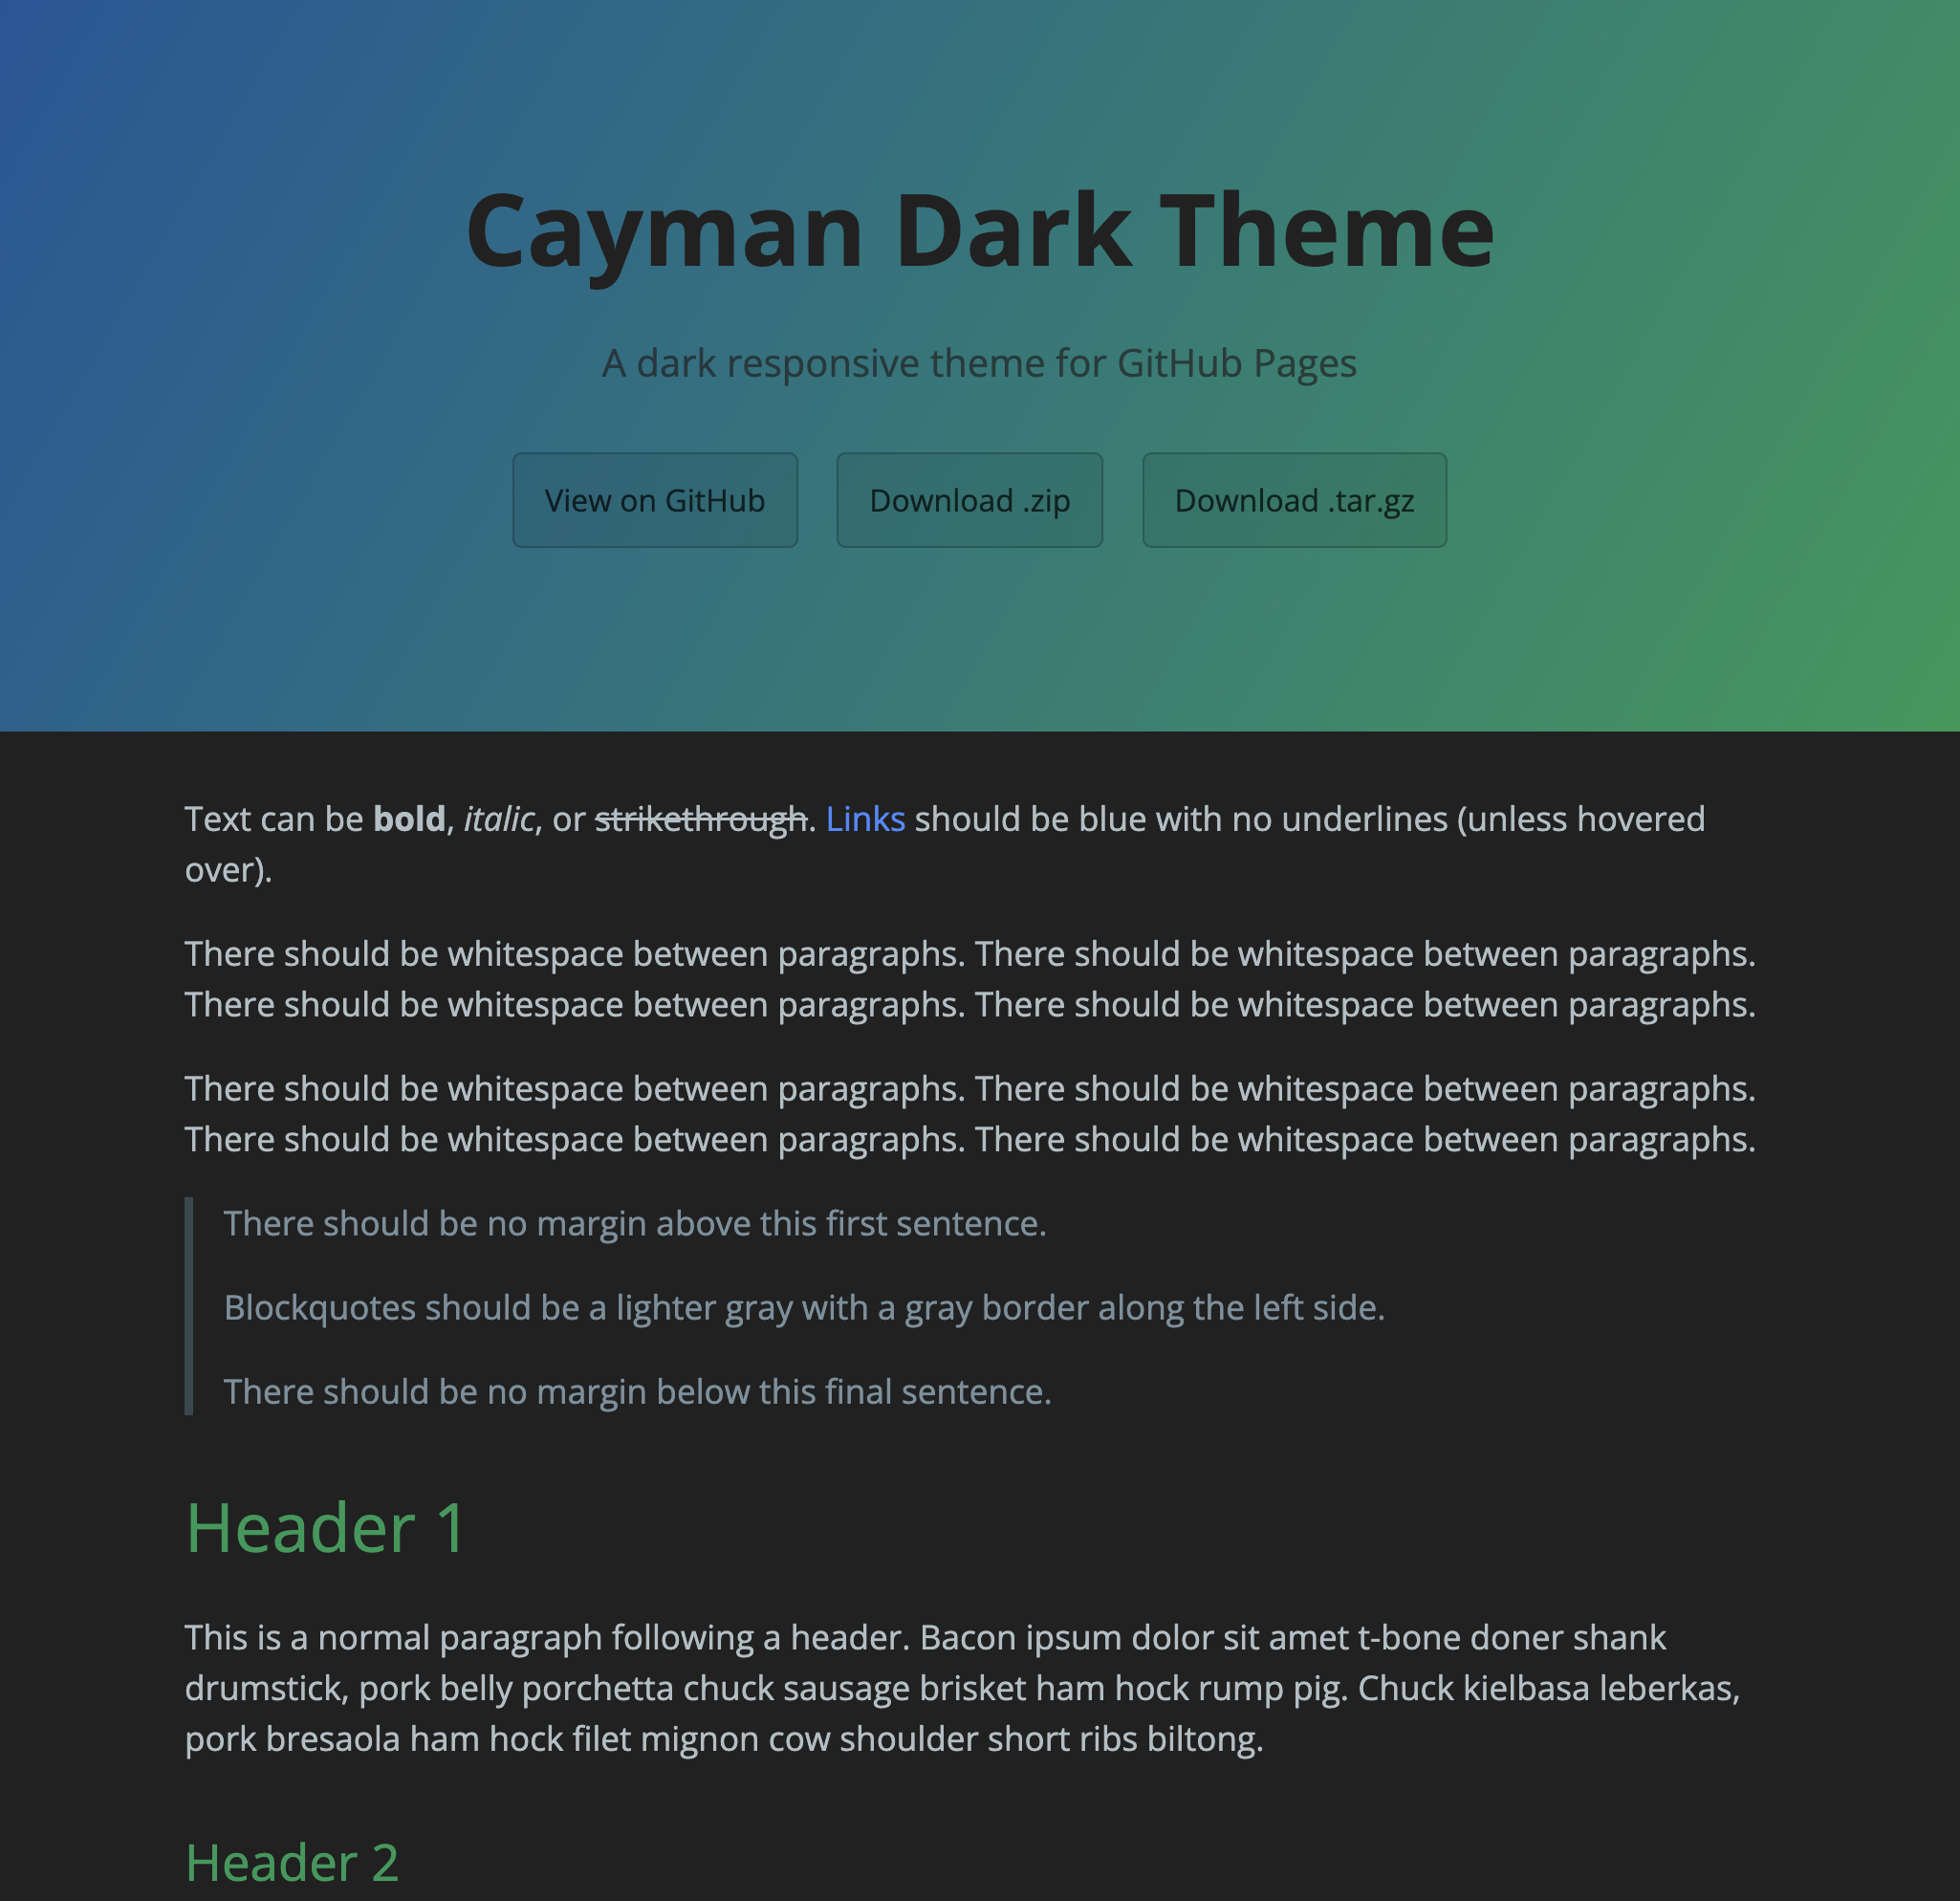 Cayman Dark Theme
A dark responsive theme for GitHub Pages
View on GitHub
Download .zip
Download .tar.gz
Text can be bold, italic, or strikethrough. Links should be blue with no underlines (unless hovered
over).
There should be whitespace between paragraphs. There should be whitespace between paragraphs.
There should be whitespace between paragraphs. There should be whitespace between paragraphs.
There should be whitespace between paragraphs. There should be whitespace between paragraphs.
There should be whitespace between paragraphs. There should be whitespace between paragraphs.
There should be no margin above this first sentence.
Blockquotes should be a lighter gray with a gray border along the left side.
There should be no margin below this final sentence.
Header 1
This is a normal paragraph following a header. Bacon ipsum dolor sit amet t-bone doner shank
drumstick, pork belly porchetta chuck sausage brisket ham hock rump pig. Chuck kielbasa leberkas,
pork bresaola ham hock filet mignon cow shoulder short ribs biltong.
Header 2